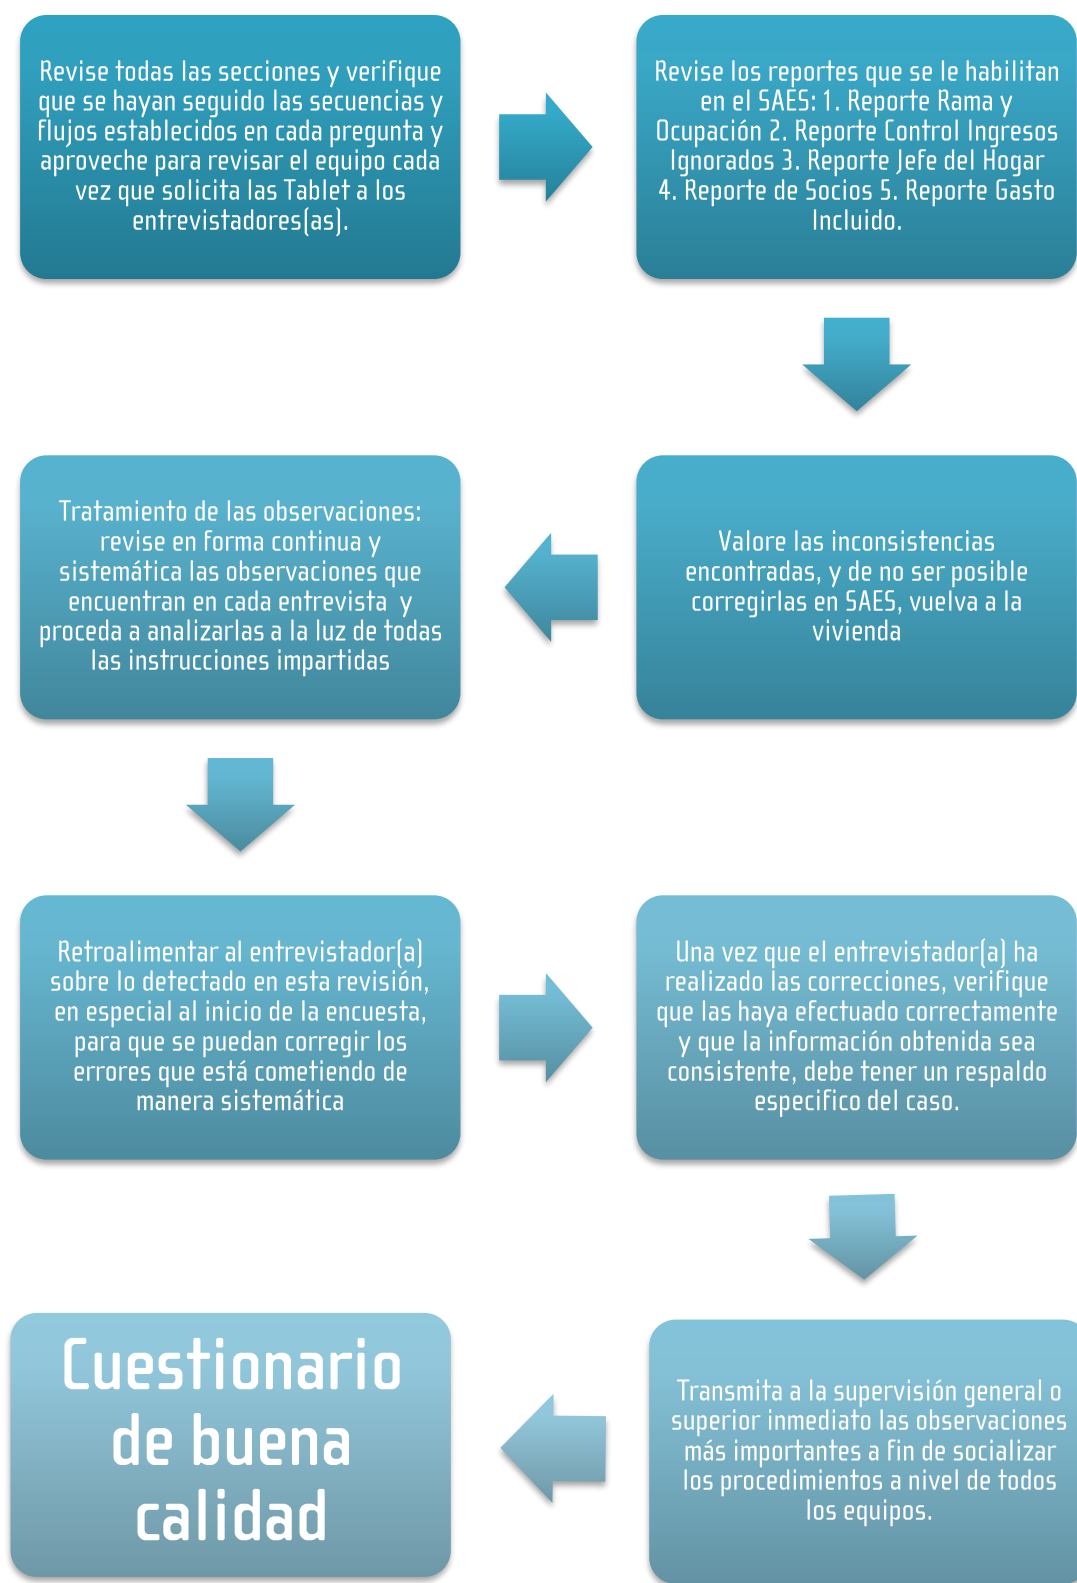 Revise todas las secciones y verifique
que se hayan seguido las secuencias y
flujos establecidos en cada pregunta y
aproveche para revisar el equipo cada
vez que solicita las Tablet a los
entrevistadores(as).
Revise los reportes que se le habilitan
en el SAES: 1. Reporte Rama y
Ocupación 2. Reporte Control Ingresos
Ignorados 3. Reporte Jefe del Hogar
4. Reporte de Socios 5. Reporte Gasto
Incluido.
Valore las inconsistencias
encontradas, y de no ser posible
corregirlas en SAES, vuelva a la
vivienda
Tratamiento de las observaciones:
revise en forma continua y
sistemática las observaciones que
encuentran en cada entrevista y
proceda a analizarlas a la luz de todas
las instrucciones impartidas
Retroalimentar al entrevistador(a)
sobre lo detectado en esta revisión,
en especial al inicio de la encuesta,
para que se puedan corregir los
errores que está cometiendo de
manera sistemática
Una vez que el entrevistador(a) ha
realizado las correcciones, verifique
que las haya efectuado correctamente
y que la información obtenida sea
consistente, debe tener un respaldo
especifico del caso.
Transmita a la supervisión general o
superior inmediato las observaciones
más importantes a fin de socializar
los procedimientos a nivel de todos
los equipos.
Cuestionario
de buena
calidad